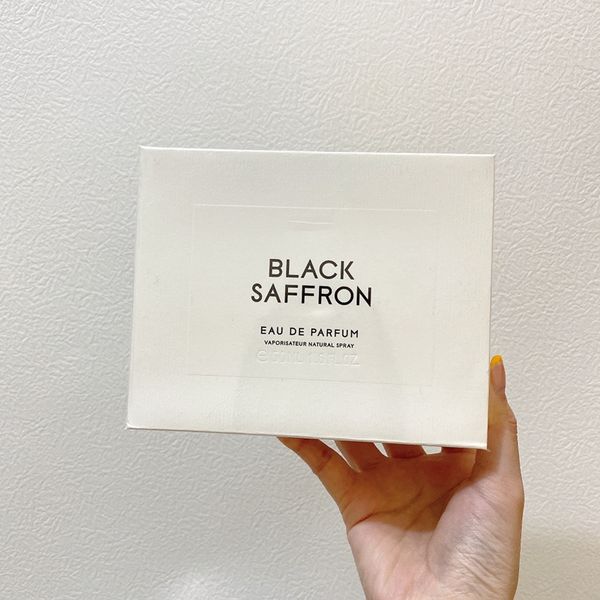 BLACK
SAFFRON
EAU DE PARFUM
VAPORISATEUR NATURAL SPRAY